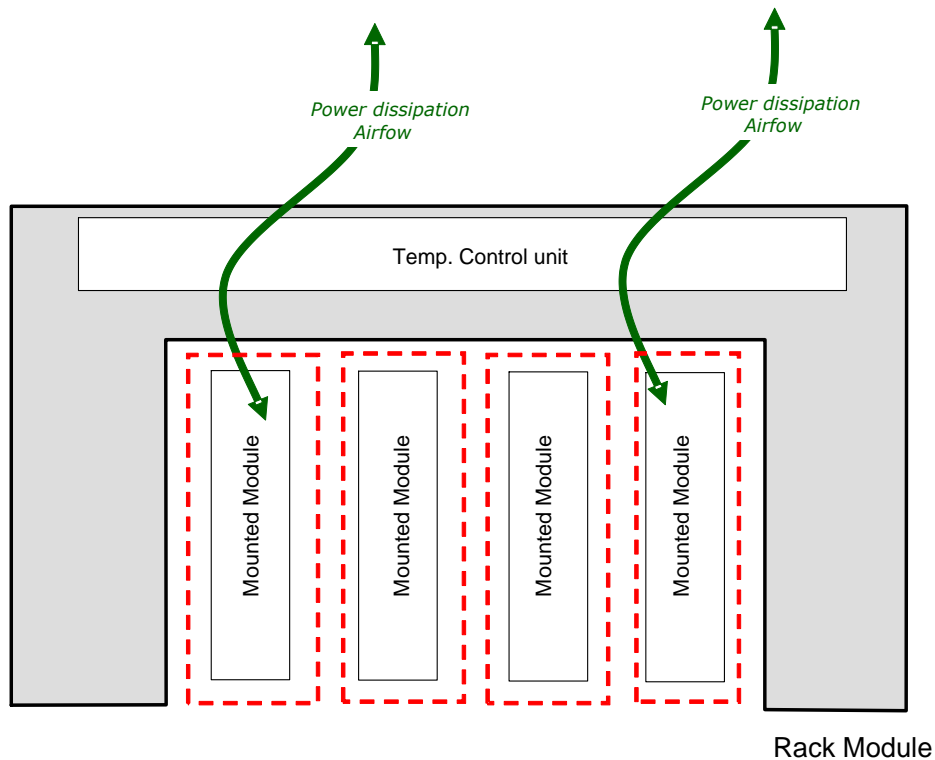 Power dissipation
Airfow
Power dissipation
Airfow
Temp. Control unit
Mounted Module
Mounted Module
Mounted Module
Mounted Module
Rack Module